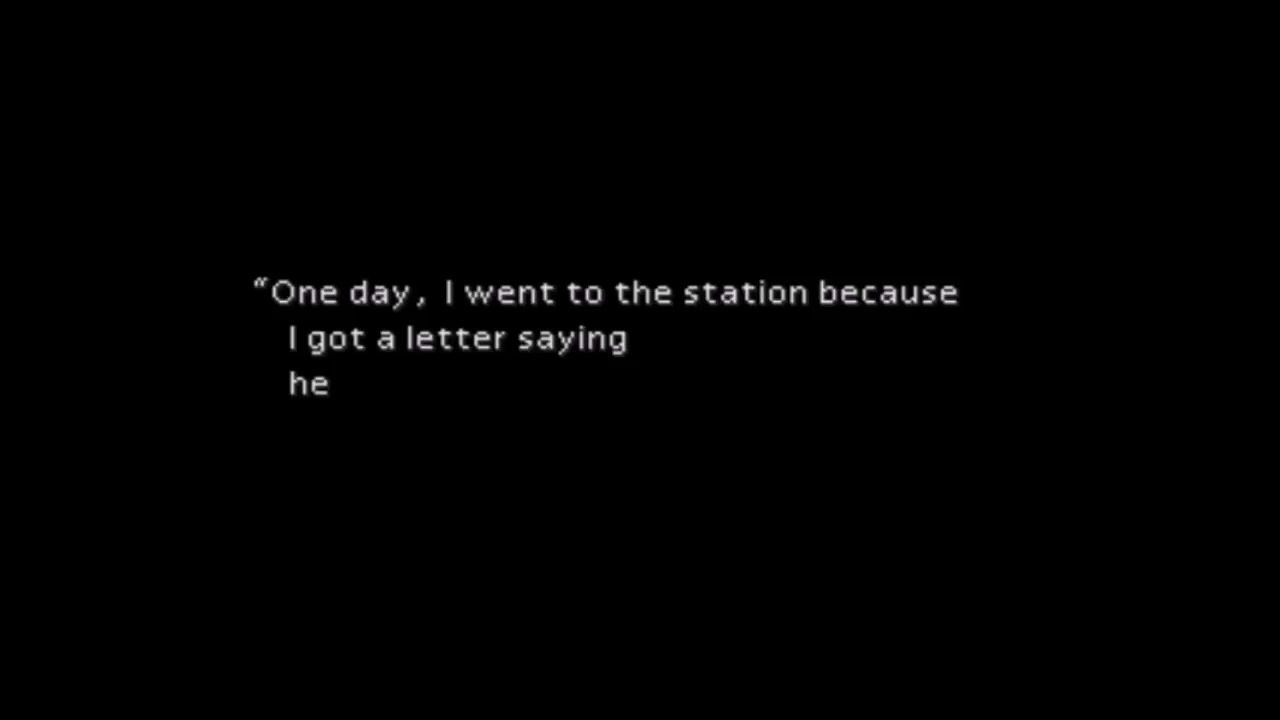 “One day, I went to the station because
I got a letter saying
he